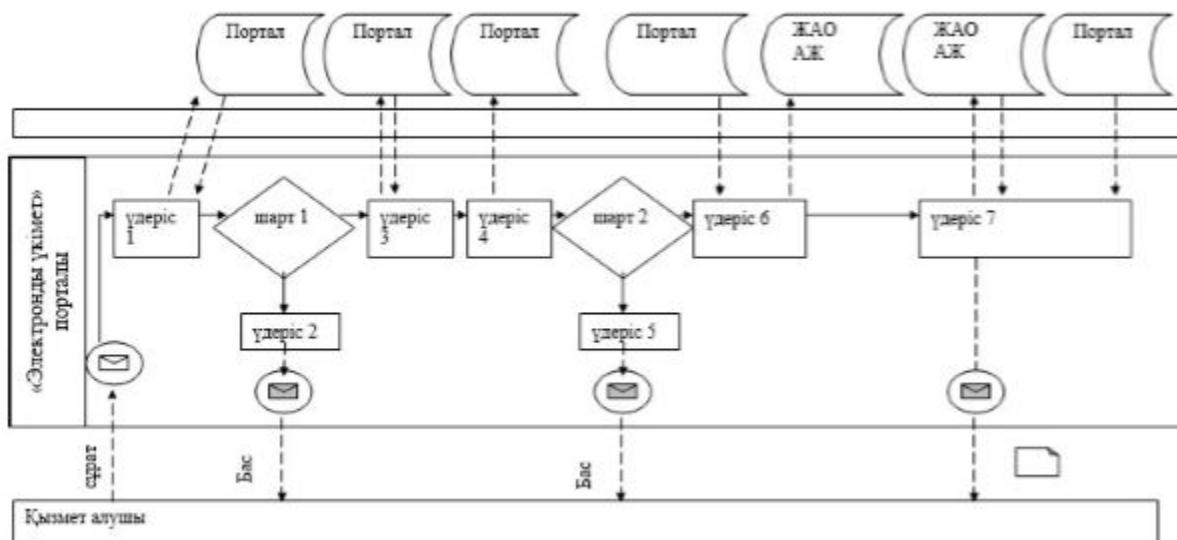 Портал
Портал
Портал
Портал
ЖАО
АЖ
ЖАО
АЖ
Портал
«Электронды үкімет»
порталы
үдеріс
1
шарт 1
үдеріс
3
үдеріс
4
шарт 2
үдеріс 6
үдеріс 7
үдеріс 2
үдеріс 5
сұрат
Бас
Бас
Қызмет алушы